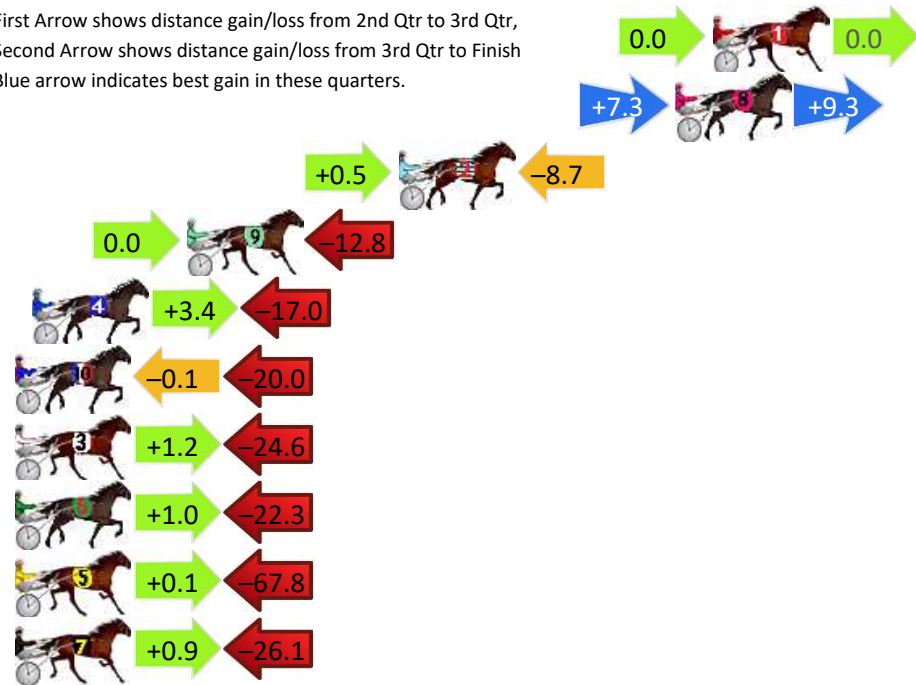 First Arrow shows distance gain/loss from 2nd Qtr to 3rd Qtr,
Second Arrow shows distance gain/loss from 3rd Qtr to Finish
Blue arrow indicates best gain in these quarters.
0.0 1 0.0
+7.3 8 +9.3
+0.5 2 –8.7
0.0 9 –12.8
4 +3.4 –17.0
10 –0.1 –20.0
3 +1.2 –24.6
6 +1.0 –22.3
5 +0.1 –67.8
7 +0.9 –26.1